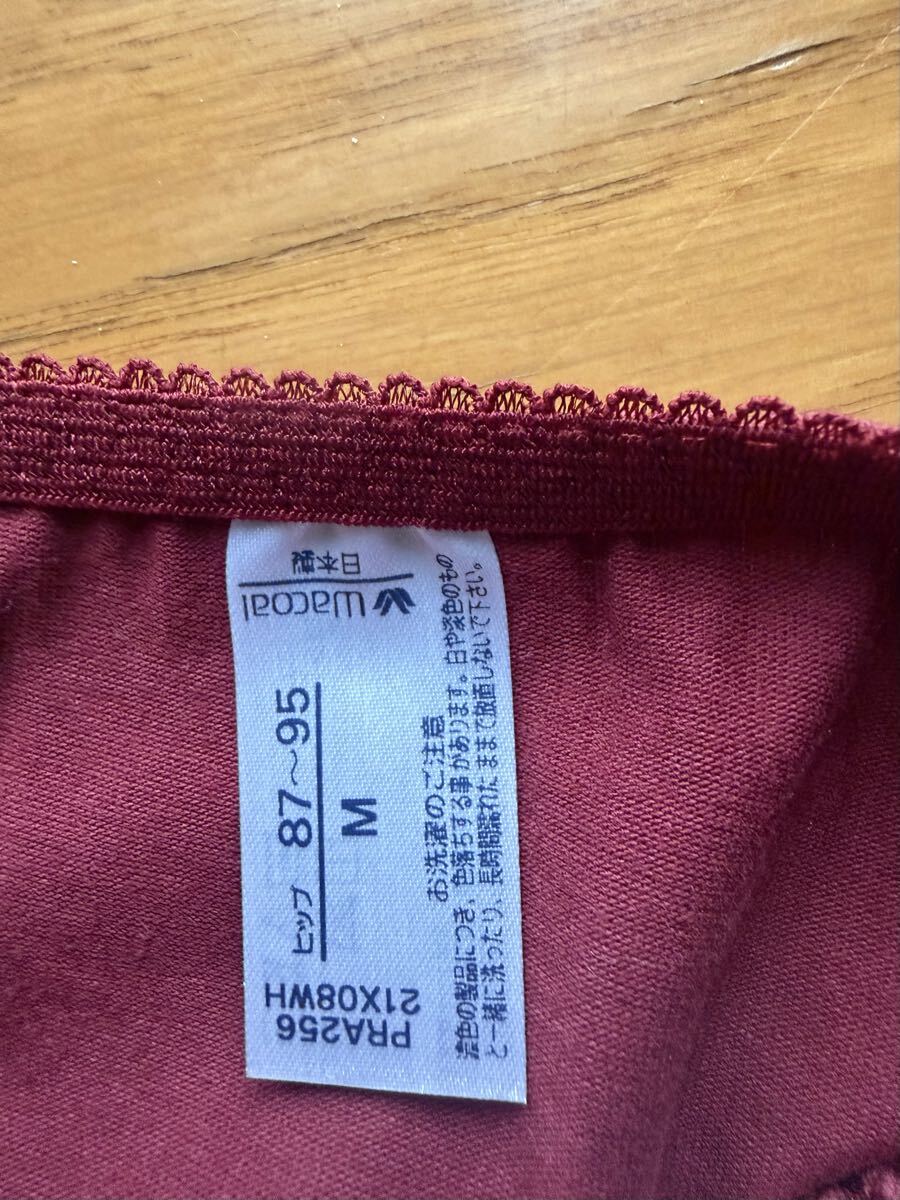 Wacoal
日本製
ヒップ 87〜95
M
お洗濯のご注意
濃色の製品につき、色落ちする事があります。白や淡色のもの
と一緒に洗ったり、長時間濡れたままで放置しないで下さい。
PRA256
21X08WH